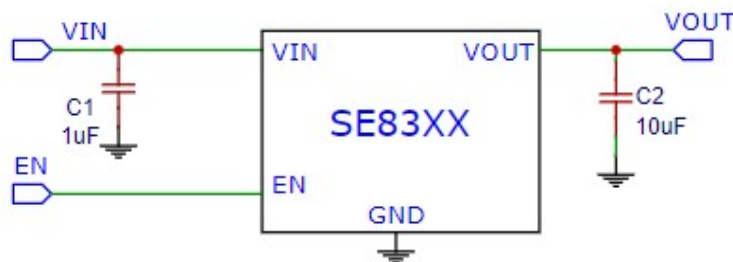 VIN
VOUT
VIN
VOUT
C1
1uF
SE83XX
C2
10uF
EN
EN
GND